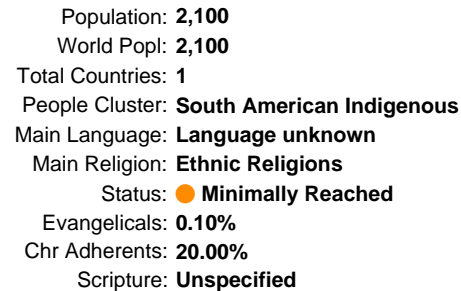 Population: 2,100
World Popl: 2,100
Total Countries: 1
People Cluster: South American Indigenous
Main Language: Language unknown
Main Religion: Ethnic Religions
Status: Minimally Reached
Evangelicals: 0.10%
Chr Adherents: 20.00%
Scripture: Unspecified